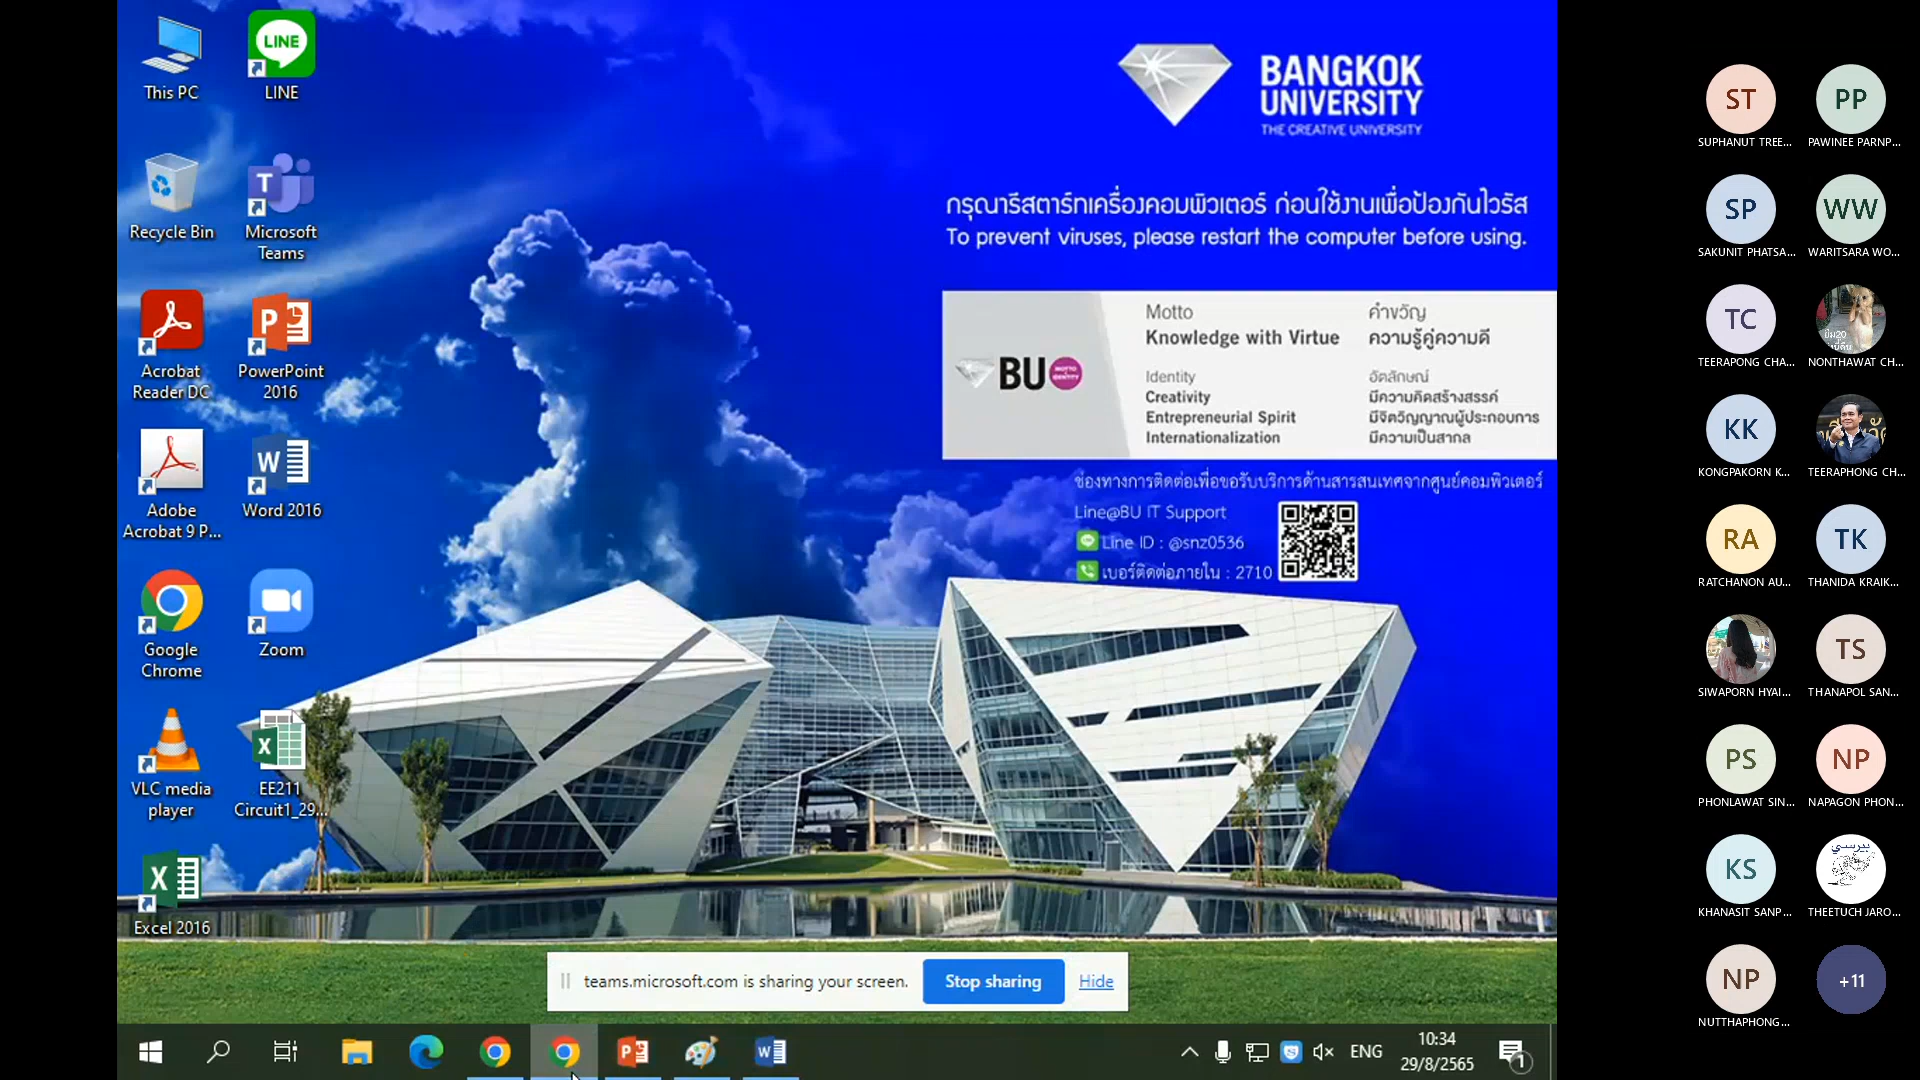 This PC
LINE
LINE
Recycle Bin
Microsoft
Teams
Acrobat
Reader DC
PowerPoint
2016
Adobe
Acrobat 9 P...
Word 2016
Google
Chrome
Zoom
VLC media
player
EE211
Circuit1_29...
Excel 2016
BANGKOK
UNIVERSITY
THE CREATIVE UNIVERSITY
กรุณารีสตาร์ทเครื่องคอมพิวเตอร์ ก่อนใช้งานเพื่อป้องกันไวรัส
To prevent viruses, please restart the computer before using.
BU
Motto
Knowledge with Virtue
คำขวัญ
ความรู้คู่ความดี
Identity
Creativity
Entrepreneurial Spirit
Internationalization
อัตลักษณ์
มีความคิดสร้างสรรค์
มีจิตวิญญาณผู้ประกอบการ
มีความเป็นสากล
ช่องทางการติดต่อเพื่อขอรับบริการด้านสารสนเทศจากศูนย์คอมพิวเตอร์
Line@BU IT Support
Line ID : @snz0536
เบอร์ติดต่อภายใน : 2710
teams.microsoft.com is sharing your screen.
Stop sharing
Hide
ENG
10:34
29/8/2565
1
ST
SUPHANUT TREE...
PP
PAWINEE PARNP...
SP
SAKUNIT PHATSA...
WW
WARITSARA WO...
TC
TEERAPONG CHA...
NONTHAWAT CH...
KK
KONGPAKORN K...
TEERAPHONG CH...
RA
RATCHANON AU...
TK
THANIDA KRAIK...
SIWAPORN HYAI...
TS
THANAPOL SAN...
PS
PHONLAWAT SIN...
NP
NAPAGON PHON...
KS
KHANASIT SANP...
THEETUCH JARO...
NP
NUTTHAPHONG...
+11